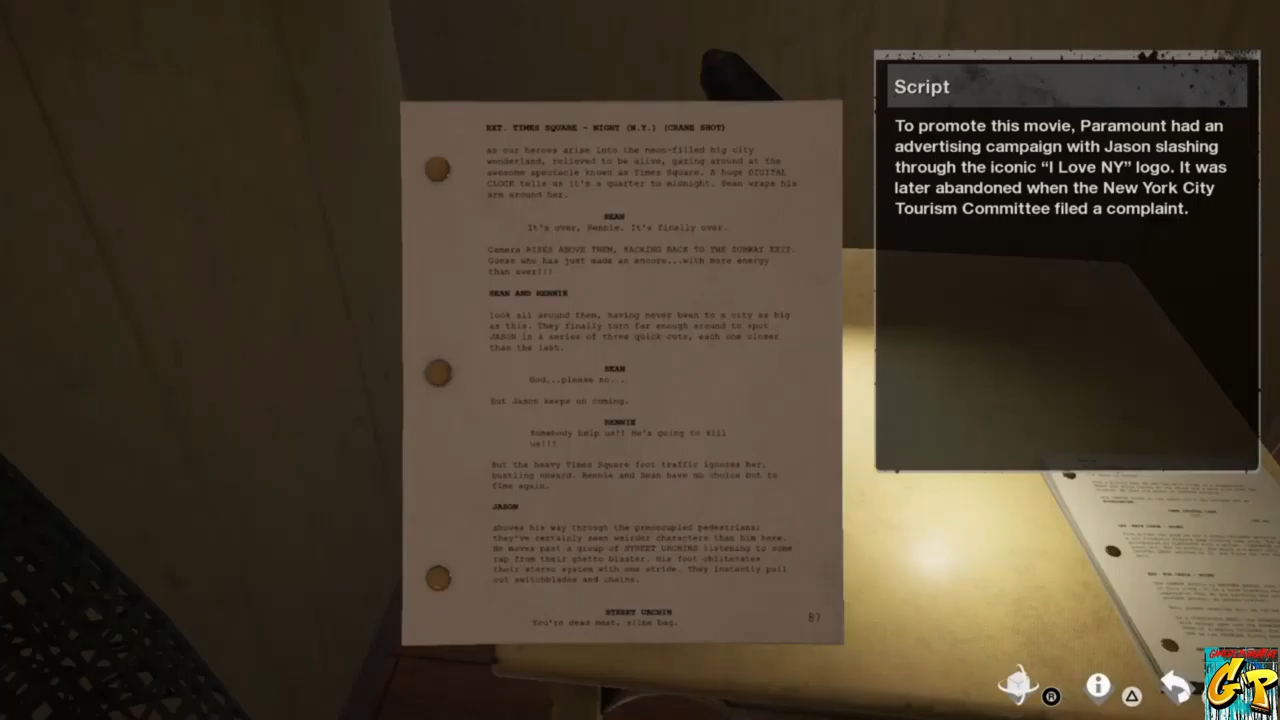 EXT. TIMES SQUARE - NIGHT (N.Y.) (CRANE SHOT)
as our heroes arise into the neon-filled big city
wonderland, relieved to be alive, gazing around at the
awesome spectacle known as Times Square. A huge DIGITAL
CLOCK tells us it's a quarter to midnight. Sean wraps his
arm around her.
SEAN
It's over, Rennie. It's finally over.
Camera RISES ABOVE THEM, RACKING BACK TO THE SUBWAY EXIT.
Guess who has just made an encore...with more energy
than ever!!!
SEAN AND RENNIE
look all around them, having never been to a city as big
as this. They finally turn far enough around to spot
JASON in a series of three quick cuts, each one closer
than the last.
SEAN
God...please no...
But Jason keeps on coming.
RENNIE
Somebody help us!! He's going to kill
us!!!
But the heavy Times Square foot traffic ignores her,
bustling onward. Rennie and Sean have no choice but to
flee again.
JASON
shoves his way through the preoccupied pedestrians;
they've certainly seen weirder characters than him here.
He moves past a group of STREET URCHINS listening to some
rap from their ghetto blaster. His foot obliterates
their stereo system with one stride. They instantly pull
out switchblades and chains.
STREET URCHIN
You're dead meat, slime bag.
87
Script
To promote this movie, Paramount had an
advertising campaign with Jason slashing
through the iconic “I Love NY” logo. It was
later abandoned when the New York City
Tourism Committee filed a complaint.
R
GP